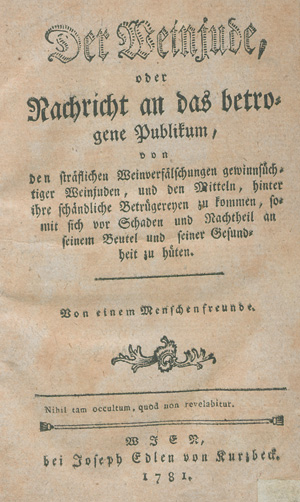 Der Weinjude,
oder
Nachricht an das betro-
gene Publikum,
von
den sträflichen Weinverfälschungen gewinnsüch-
tiger Weinjuden, und den Mitteln, hinter
ihre schändliche Betrügereyen zu kommen, so-
mit sich vor Schaden und Nachtheil an
seinem Beutel und seiner Gesund-
heit zu hüten.
Von einem Menschenfreunde.
Nihil tam occultum, quod non revelabitur.
WIEN,
bei Joseph Edlen von Kurzbeck.
1781.